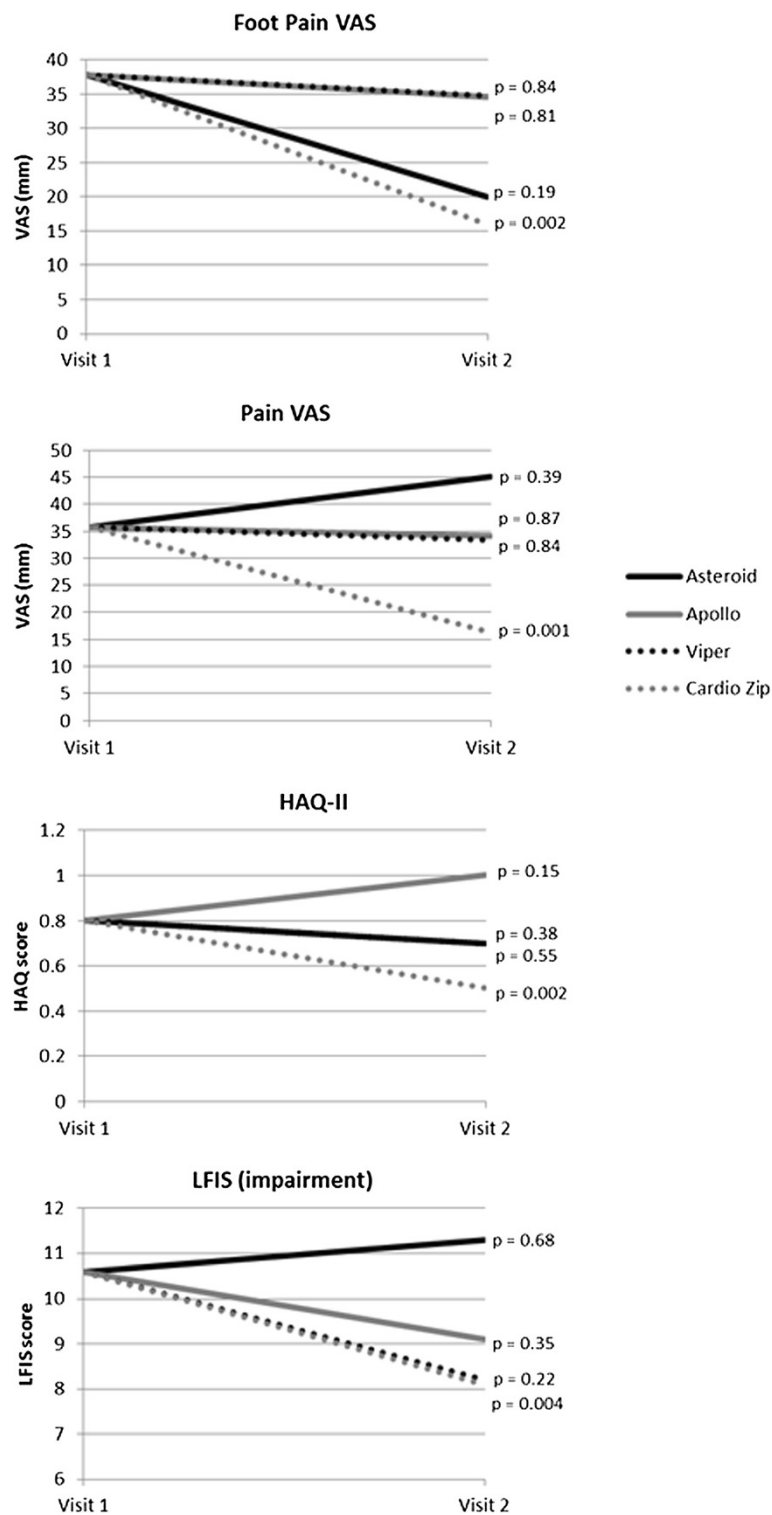 Foot Pain VAS
VAS (mm)
40
35
30
25
20
15
10
5
0
Visit 1
Visit 2
p = 0.84
p = 0.81
p = 0.19
p = 0.002
Pain VAS
VAS (mm)
50
45
40
35
30
25
20
15
10
5
0
Visit 1
Visit 2
p = 0.39
p = 0.87
p = 0.84
p = 0.001
Asteroid
Apollo
Viper
Cardio Zip
HAQ-II
HAQ score
1.2
1
0.8
0.6
0.4
0.2
0
Visit 1
Visit 2
p = 0.15
p = 0.38
p = 0.55
p = 0.002
LFIS (impairment)
LFIS score
12
11
10
9
8
7
6
Visit 1
Visit 2
p = 0.68
p = 0.35
p = 0.22
p = 0.004